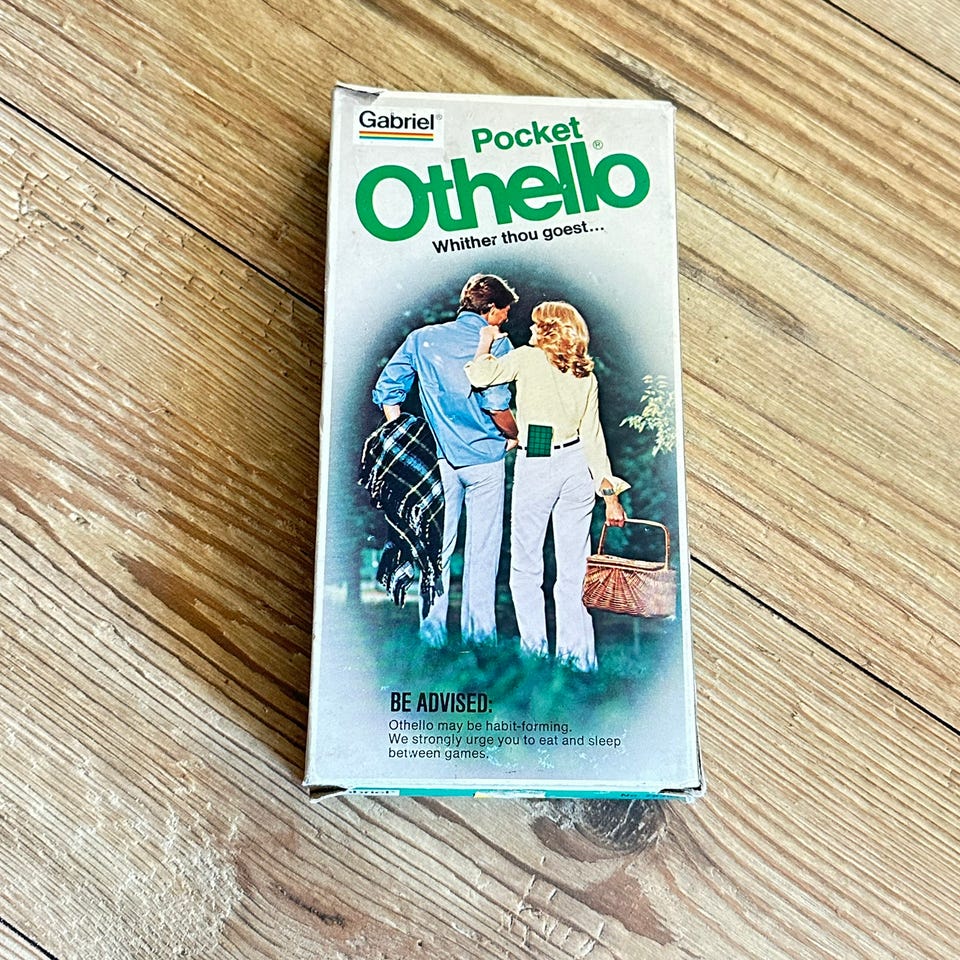 Gabriel®
Pocket
Othello®
Whither thou goest...
BE ADVISED:
Othello may be habit-forming.
We strongly urge you to eat and sleep
between games.